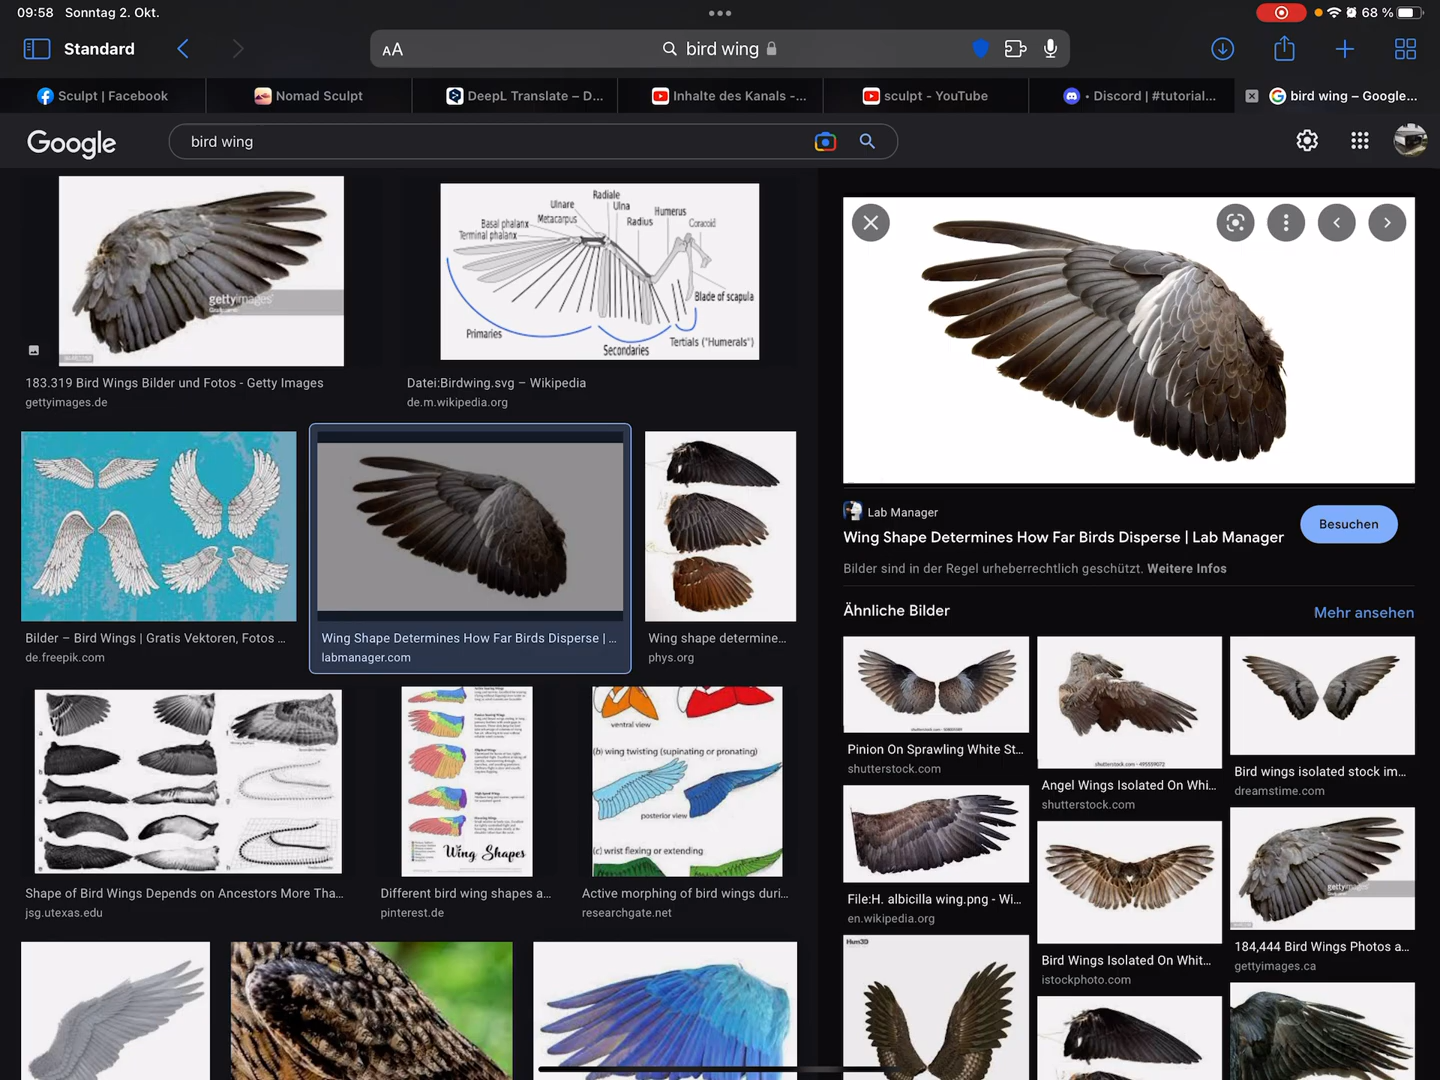 09:58 Sonntag 2. Okt.
68 %
Standard
AA
bird wing
Sculpt | Facebook
Nomad Sculpt
DeepL Translate – D...
Inhalte des Kanals -...
sculpt - YouTube
• Discord | #tutorial...
bird wing – Google...
Google
bird wing
gettyimages
183.319 Bird Wings Bilder und Fotos - Getty Images
gettyimages.de
Radiale
Ulnare
Ulna
Metacarpus
Radius
Humerus
Coracoid
Basal phalanx
Terminal phalanx
Blade of scapula
Primaries
Secondaries
Tertials ("Humerals")
Datei:Birdwing.svg – Wikipedia
de.m.wikipedia.org
Bilder – Bird Wings | Gratis Vektoren, Fotos ...
de.freepik.com
Wing Shape Determines How Far Birds Disperse | ...
labmanager.com
Wing shape determine...
phys.org
Shape of Bird Wings Depends on Ancestors More Tha...
jsg.utexas.edu
Wing Shapes
Different bird wing shapes a...
pinterest.de
ventral view
(b) wing twisting (supinating or pronating)
posterior view
(c) wrist flexing or extending
Active morphing of bird wings duri...
researchgate.net
Lab Manager
Wing Shape Determines How Far Birds Disperse | Lab Manager
Besuchen
Bilder sind in der Regel urheberrechtlich geschützt. Weitere Infos
Ähnliche Bilder
Mehr ansehen
Pinion On Sprawling White St...
shutterstock.com
shutterstock.com · 495559072
Angel Wings Isolated On Whi...
shutterstock.com
Bird wings isolated stock im...
dreamstime.com
File:H. albicilla wing.png - Wi...
en.wikipedia.org
Bird Wings Isolated On Whit...
istockphoto.com
gettyimages
184,444 Bird Wings Photos a...
gettyimages.ca
Hum3D